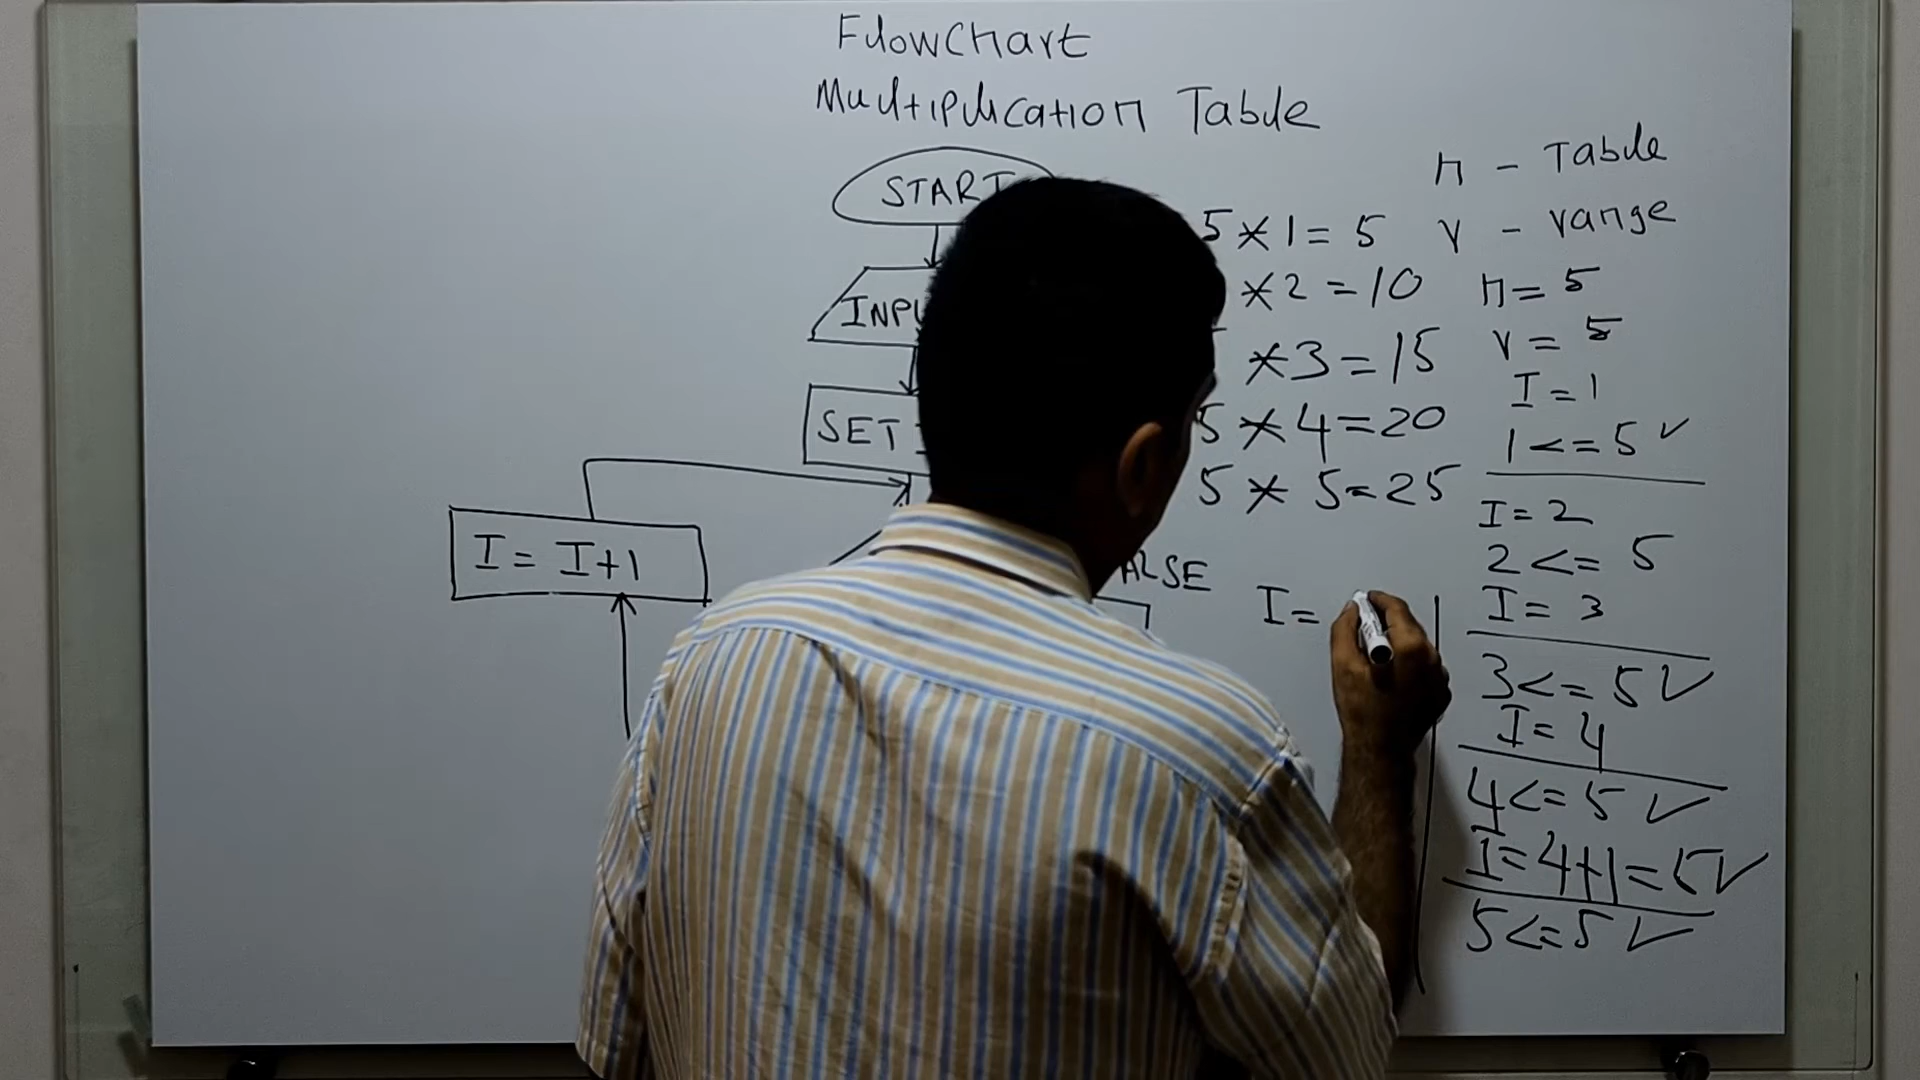 FlowChart
Multiplication Table
START
n - Table
r - range
5 * 1 = 5
* 2 = 10
* 3 = 15
5 * 4 = 20
5 * 5 = 25
n = 5
r = 5
I = 1
1 <= 5 ✓
SET
I = I+1
I = 2
2 <= 5
I = 3
3 <= 5 ✓
I = 4
4 <= 5 ✓
I = 4+1 = 5 ✓
5 <= 5 ✓
I =